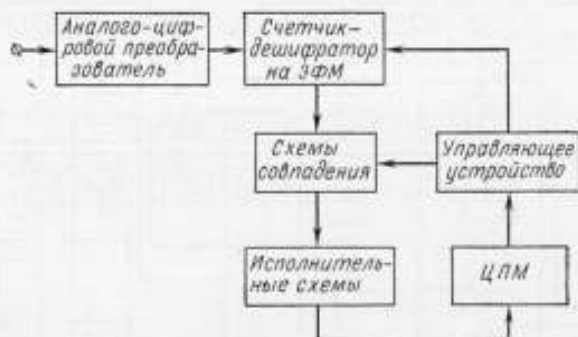 Аналого-циф-
ровой преобра-
зователь
Счетчик-
дешифратор
на ЭФМ
Схемы
совпадения
Управляющее
устройство
Исполнитель-
ные схемы
ЦПМ